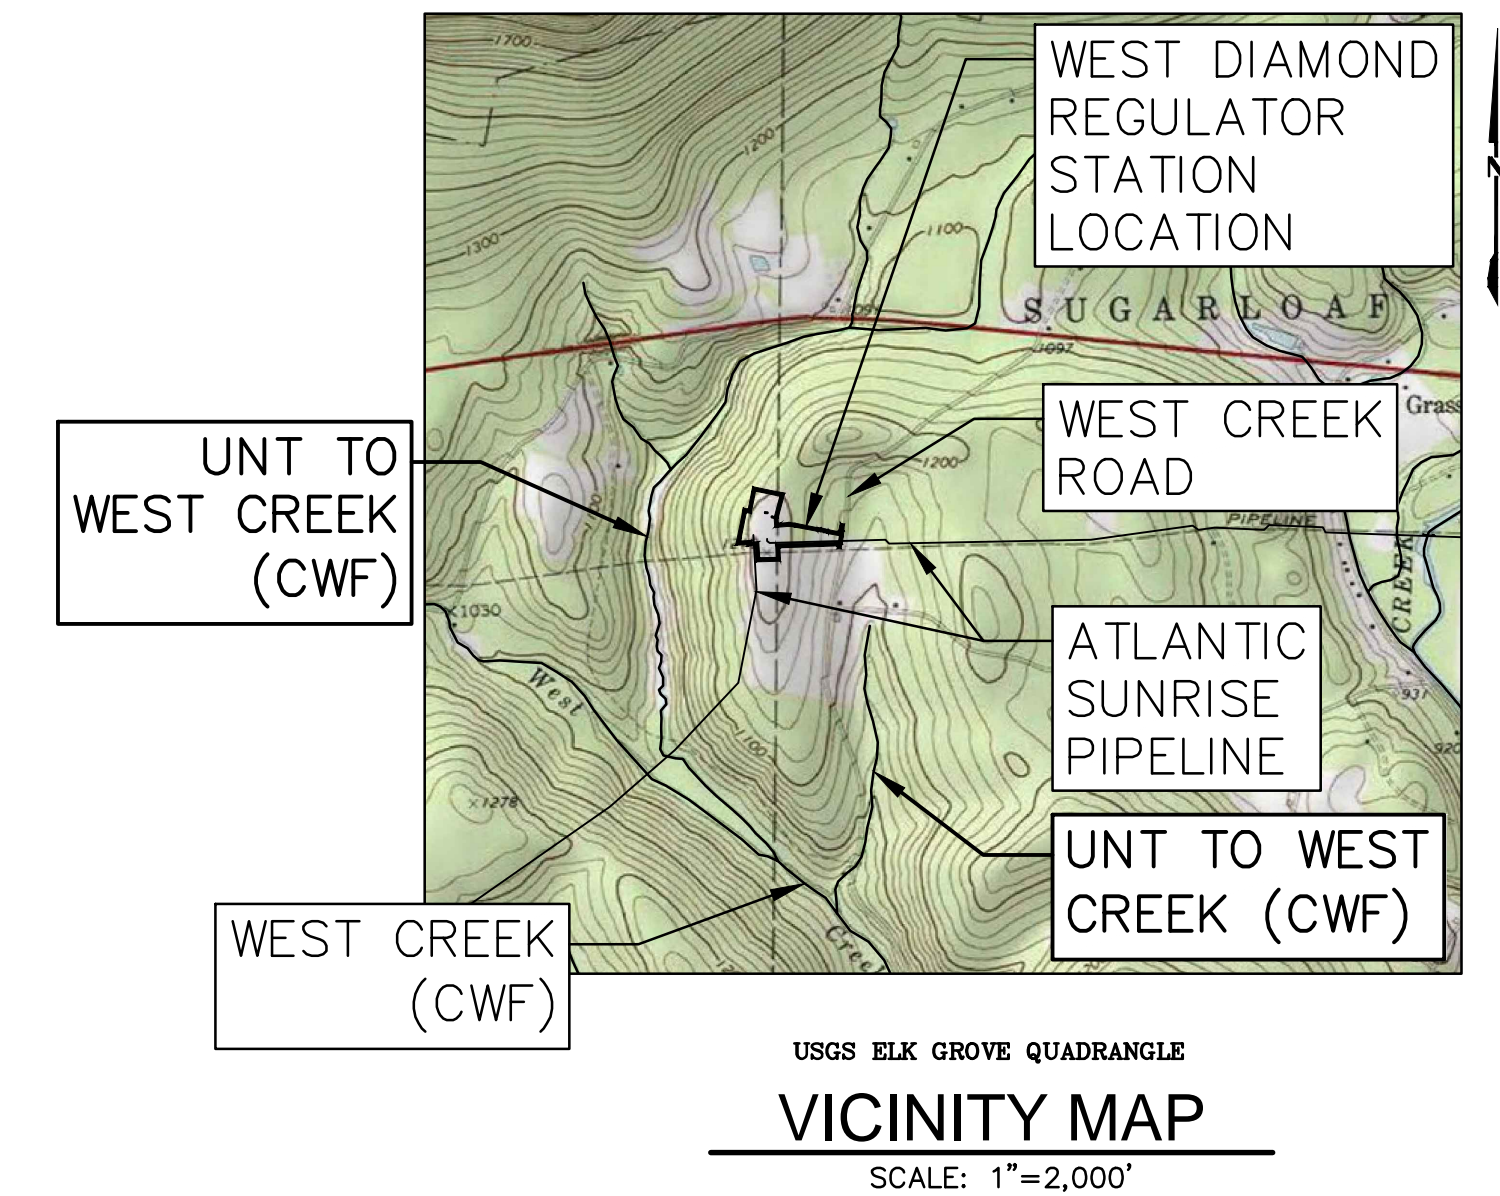 1700
WEST DIAMOND
REGULATOR
STATION
LOCATION
N
1200
1300
1100
SUGARLOAF
1097
WEST CREEK
ROAD
Grass
UNT TO
WEST CREEK
(CWF)
1200
PIPELINE
CREEK
×1030
ATLANTIC
SUNRISE
PIPELINE
West
931
1100
920
×1278
UNT TO WEST
CREEK (CWF)
WEST CREEK
(CWF)
Creek
USGS ELK GROVE QUADRANGLE
VICINITY MAP
SCALE: 1"=2,000'